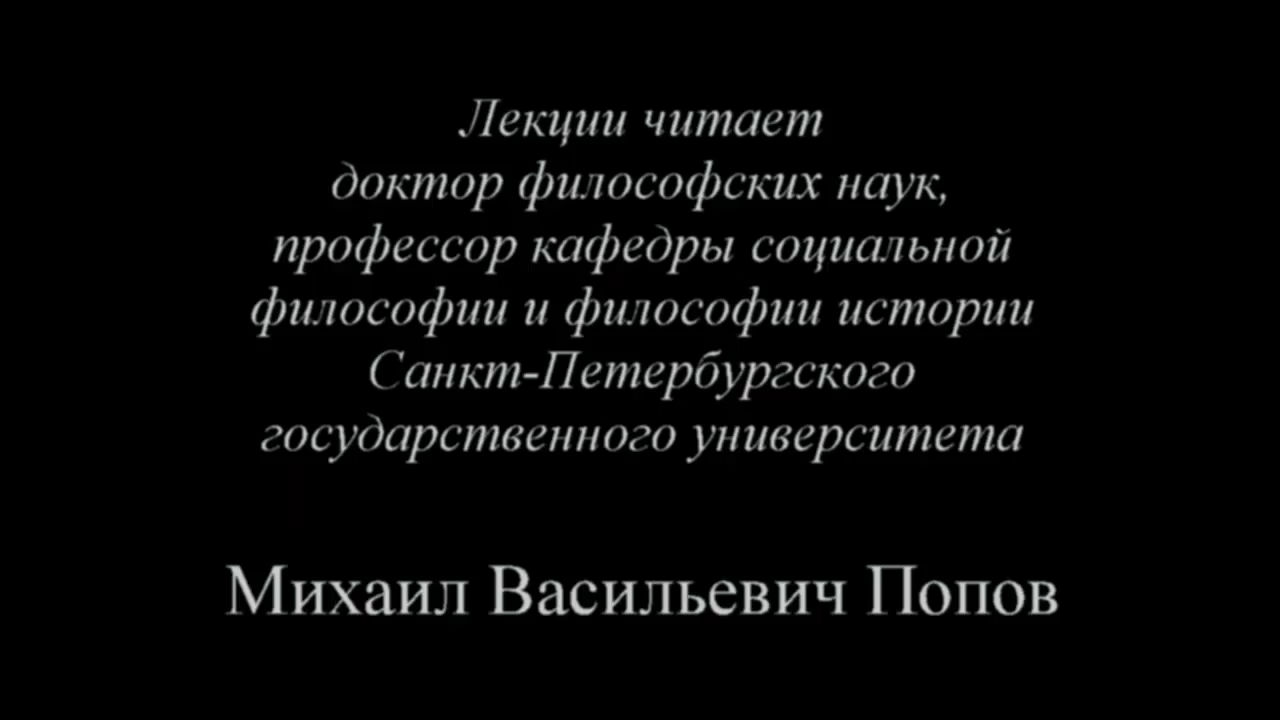 Лекции читает
доктор философских наук,
профессор кафедры социальной
философии и философии истории
Санкт-Петербургского
государственного университета
Михаил Васильевич Попов